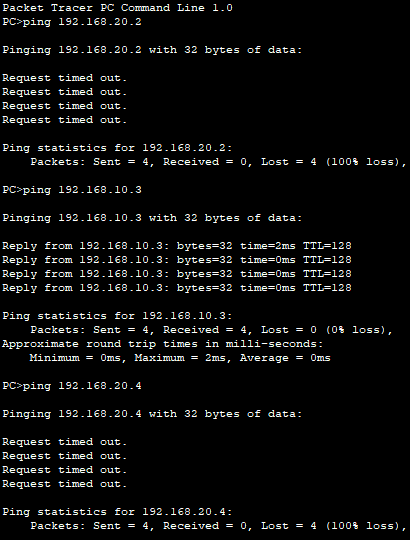 Packet Tracer PC Command Line 1.0
PC>ping 192.168.20.2
Pinging 192.168.20.2 with 32 bytes of data:
Request timed out.
Request timed out.
Request timed out.
Request timed out.
Ping statistics for 192.168.20.2:
Packets: Sent = 4, Received = 0, Lost = 4 (100% loss),
PC>ping 192.168.10.3
Pinging 192.168.10.3 with 32 bytes of data:
Reply from 192.168.10.3: bytes=32 time=2ms TTL=128
Reply from 192.168.10.3: bytes=32 time=0ms TTL=128
Reply from 192.168.10.3: bytes=32 time=0ms TTL=128
Reply from 192.168.10.3: bytes=32 time=0ms TTL=128
Ping statistics for 192.168.10.3:
Packets: Sent = 4, Received = 4, Lost = 0 (0% loss),
Approximate round trip times in milli-seconds:
Minimum = 0ms, Maximum = 2ms, Average = 0ms
PC>ping 192.168.20.4
Pinging 192.168.20.4 with 32 bytes of data:
Request timed out.
Request timed out.
Request timed out.
Request timed out.
Ping statistics for 192.168.20.4:
Packets: Sent = 4, Received = 0, Lost = 4 (100% loss),